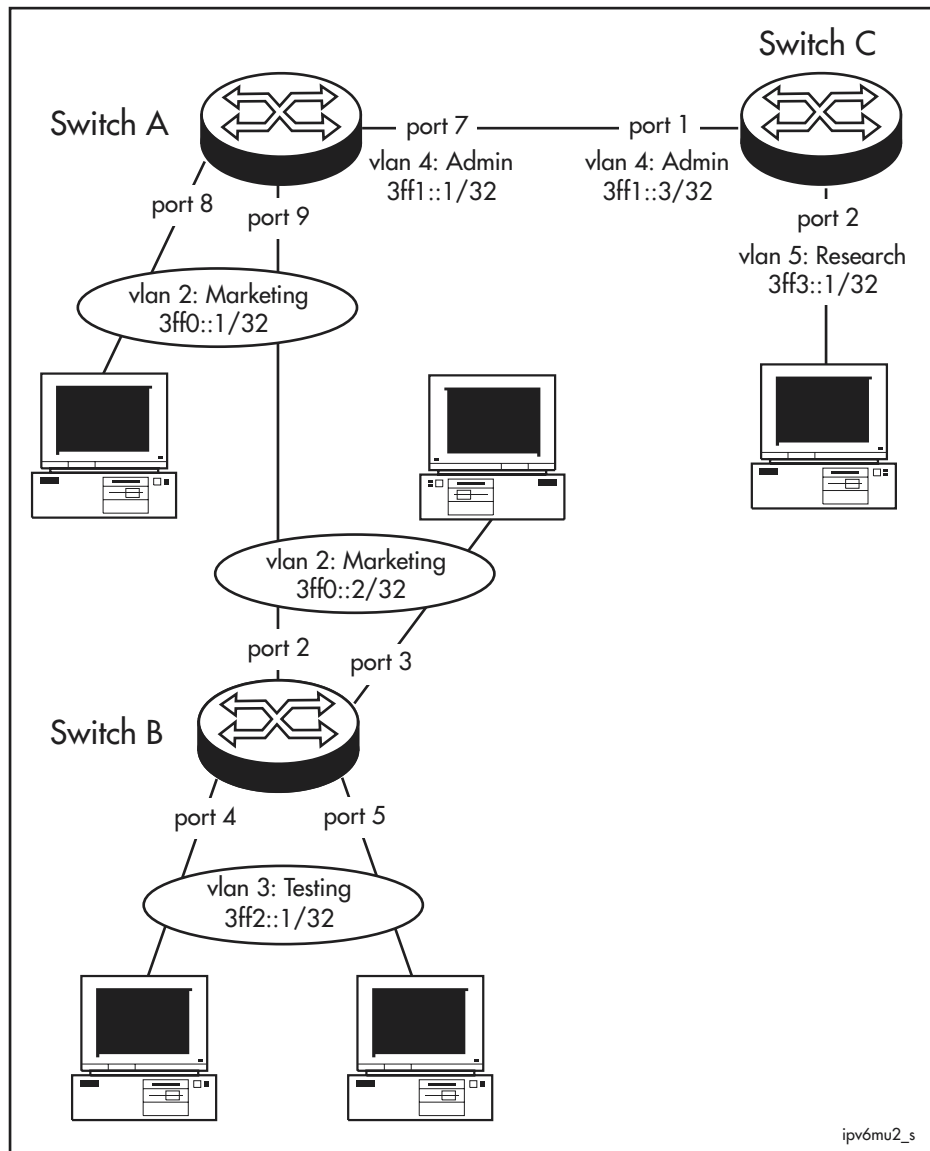 Switch C
Switch A
port 7
port 1
vlan 4: Admin
3ff1::1/32
vlan 4: Admin
3ff1::3/32
port 8
port 9
port 2
vlan 5: Research
3ff3::1/32
vlan 2: Marketing
3ff0::1/32
vlan 2: Marketing
3ff0::2/32
port 2
port 3
Switch B
port 4
port 5
vlan 3: Testing
3ff2::1/32
ipv6mu2_s